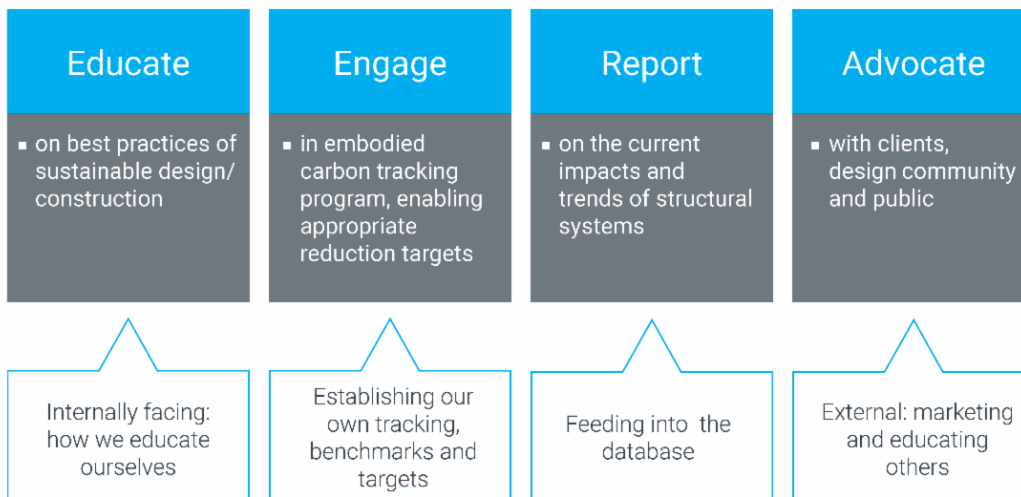 Educate
▪ on best practices of
sustainable design/
construction
Internally facing:
how we educate
ourselves
Engage
▪ in embodied
carbon tracking
program, enabling
appropriate
reduction targets
Establishing our
own tracking,
benchmarks and
targets
Report
▪ on the current
impacts and
trends of structural
systems
Feeding into the
database
Advocate
▪ with clients,
design community
and public
External: marketing
and educating
others